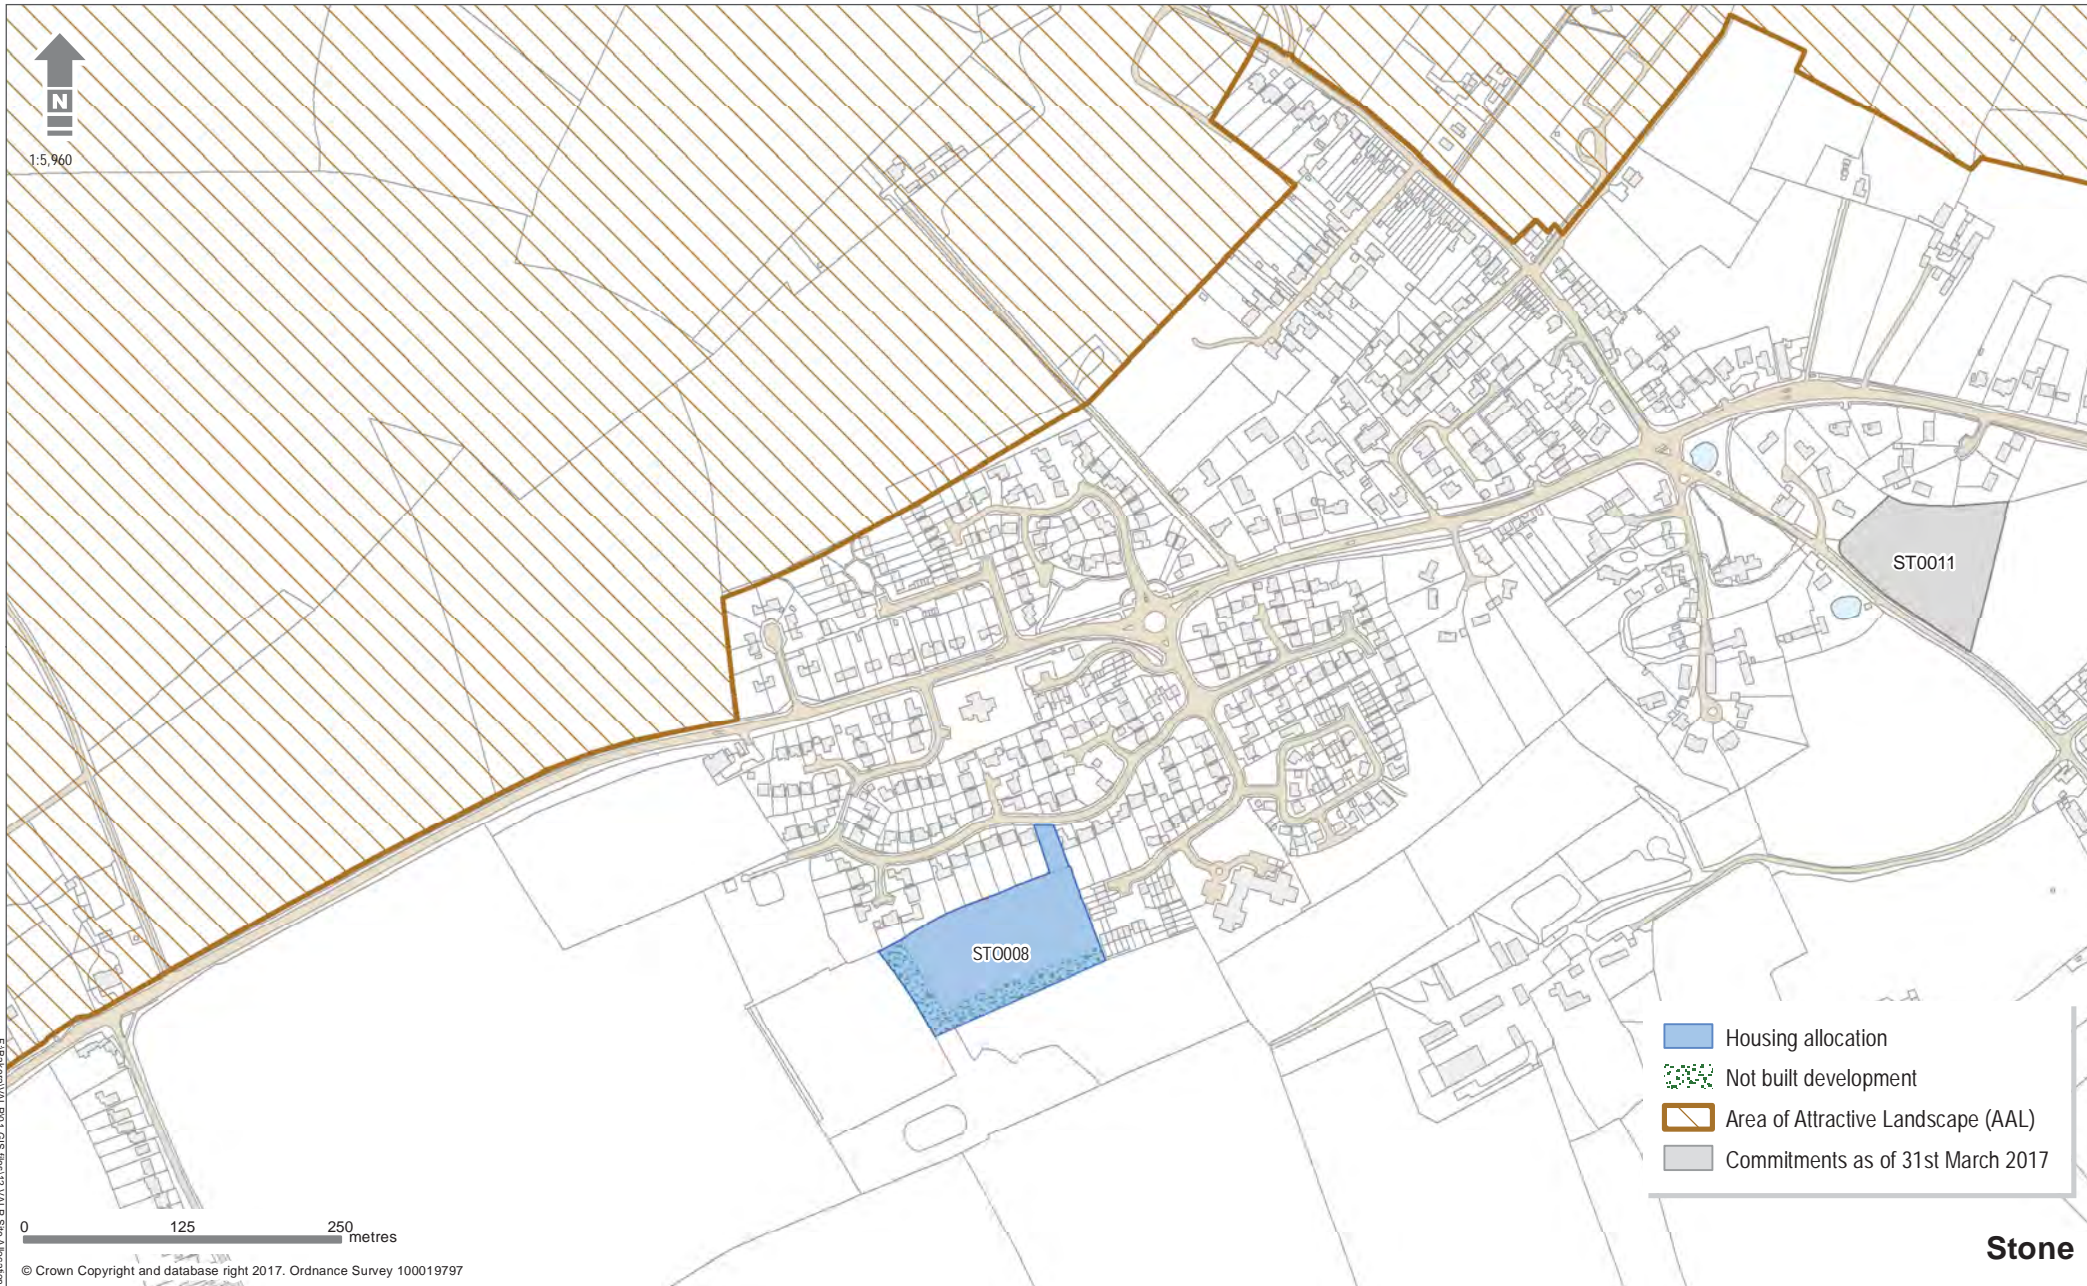 N
1:5,960
ST0011
STO008
Housing allocation
Not built development
Area of Attractive Landscape (AAL)
Commitments as of 31st March 2017
0 125 250
metres
Stone
© Crown Copyright and database right 2017. Ordnance Survey 100019797